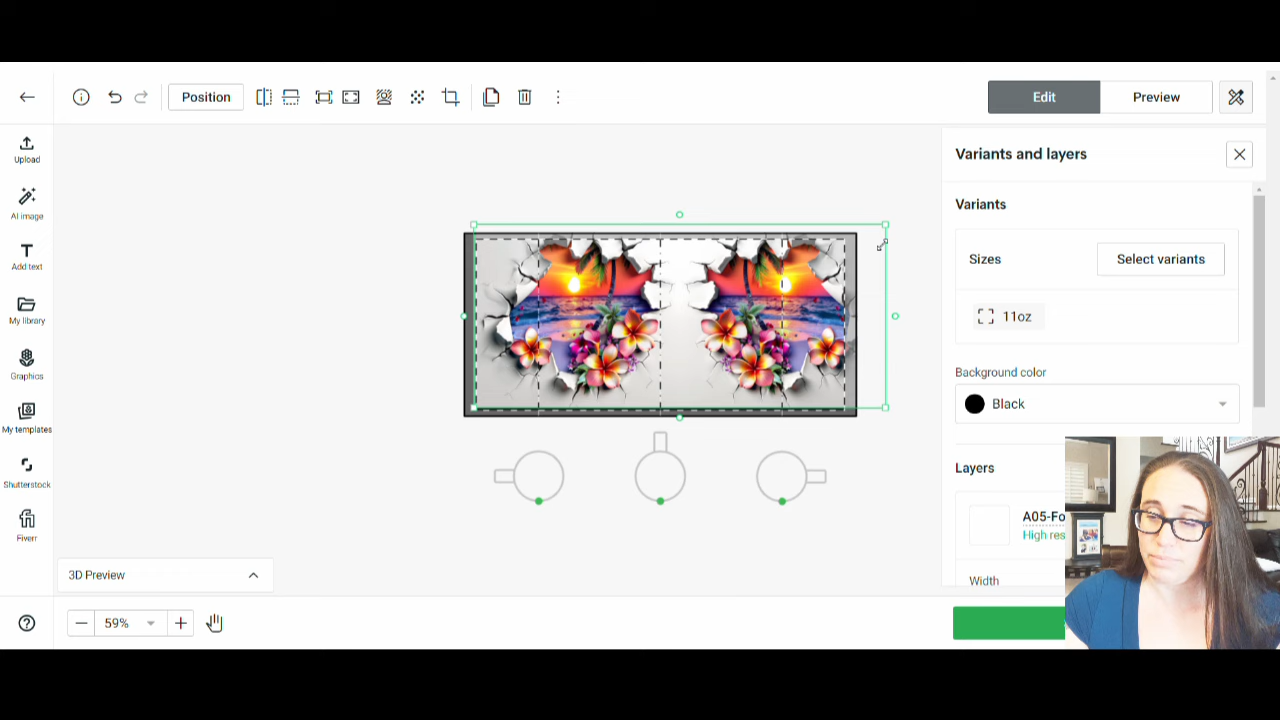 Position
Edit
Preview
Upload
AI image
Add text
My library
Graphics
My templates
Shutterstock
Fiverr
Variants and layers
Variants
Sizes
Select variants
11oz
Background color
Black
Layers
A05-Fo
High res
Width
3D Preview
59%